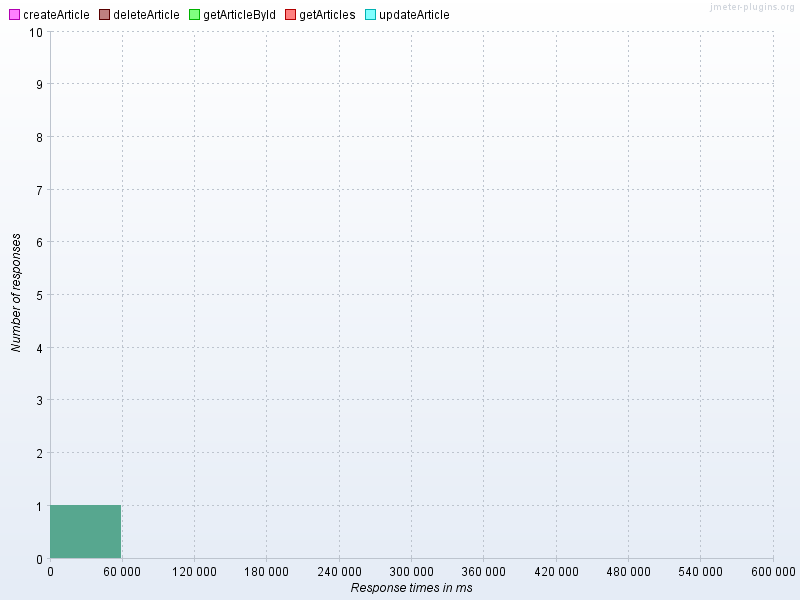 createArticle deleteArticle getArticleById getArticles updateArticle
jmeter-plugins.org
10
9
8
7
6
5
4
3
2
1
0
Number of responses
0 60 000 120 000 180 000 240 000 300 000 360 000 420 000 480 000 540 000 600 000
Response times in ms